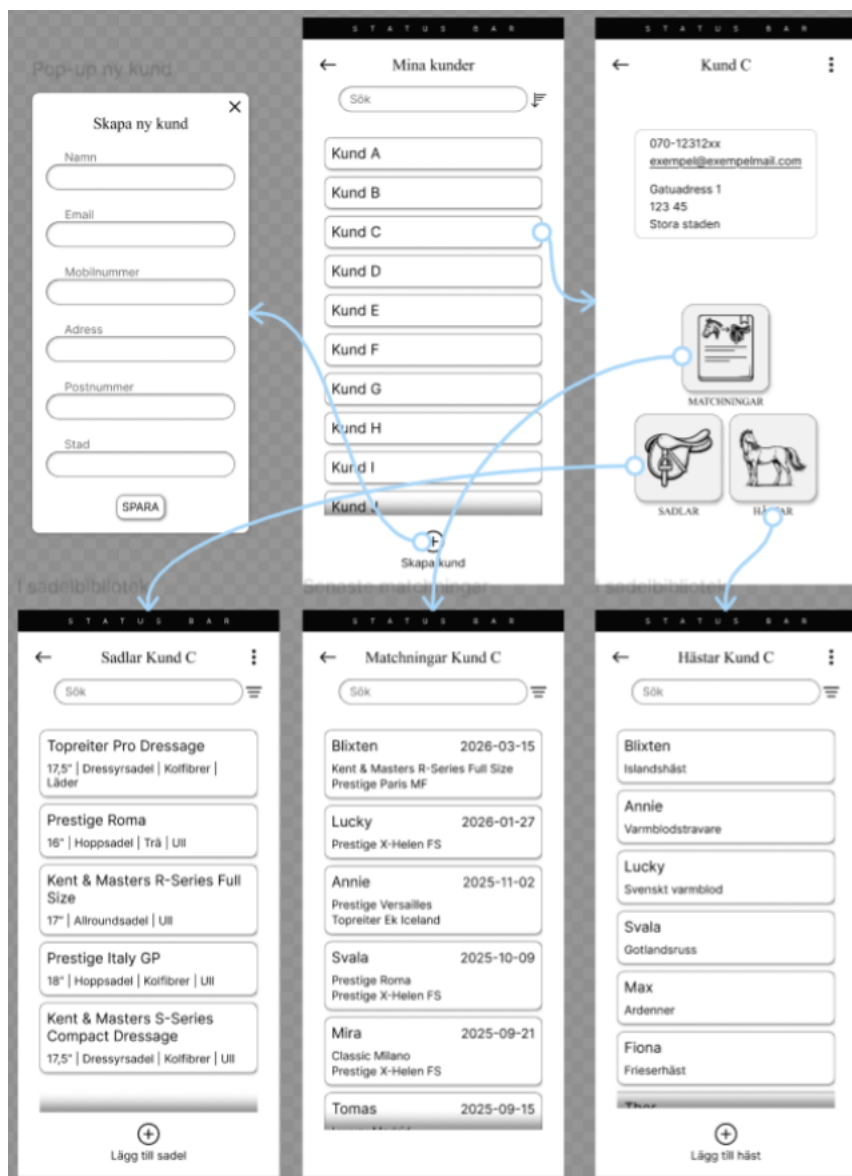 Pop-up ny kund
Skapa ny kund
Namn
Email
Mobilnummer
Adress
Postnummer
Stad
SPARA
STATUS BAR
Mina kunder
Sök
Kund A
Kund B
Kund C
Kund D
Kund E
Kund F
Kund G
Kund H
Kund I
Kund J
Skapa kund
STATUS BAR
Kund C
070-12312xx
exempel@exempelmail.com
Gatuadress 1
123 45
Stora staden
MATCHNINGAR
SADLAR
HÄSTAR
I sadelbibliotek
STATUS BAR
Sadlar Kund C
Sök
Topreiter Pro Dressage
17,5" | Dressyrsadel | Kolfibrer |
Läder
Prestige Roma
16" | Hoppsadel | Trä | Ull
Kent & Masters R-Series Full
Size
17" | Allroundsadel | Ull
Prestige Italy GP
18" | Hoppsadel | Kolfibrer | Ull
Kent & Masters S-Series
Compact Dressage
17,5" | Dressyrsadel | Kolfibrer | Ull
Lägg till sadel
Senaste matchningar
STATUS BAR
Matchningar Kund C
Sök
Blixten 2026-03-15
Kent & Masters R-Series Full Size
Prestige Paris MF
Lucky 2026-01-27
Prestige X-Helen FS
Annie 2025-11-02
Prestige Versailles
Topreiter Ek Iceland
Svala 2025-10-09
Prestige Roma
Prestige X-Helen FS
Mira 2025-09-21
Classic Milano
Prestige X-Helen FS
Tomas 2025-09-15
I sadelbibliotek
STATUS BAR
Hästar Kund C
Sök
Blixten
Islandshäst
Annie
Varmblodstravare
Lucky
Svenskt varmblod
Svala
Gotlandsruss
Max
Ardenner
Fiona
Frieserhäst
Thor
Lägg till häst